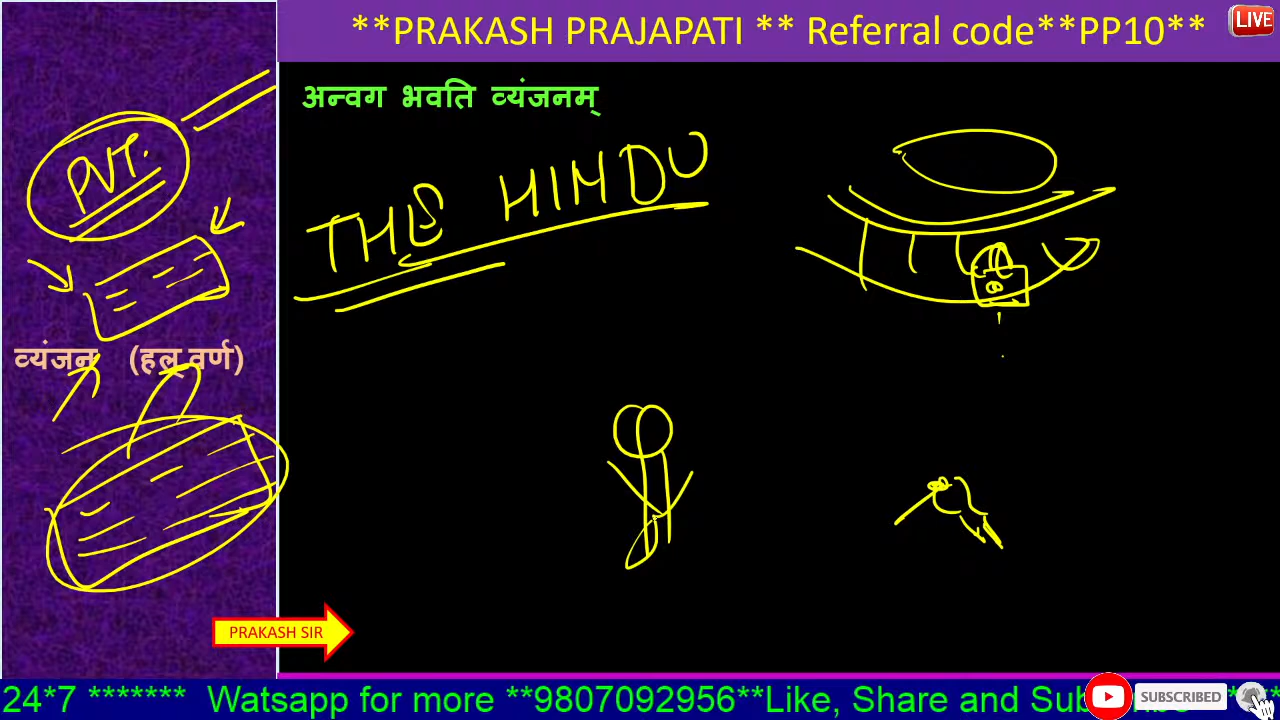 **PRAKASH PRAJAPATI ** Referral code**PP10**
LIVE
अन्वग भवति व्यंजनम्
PVT.
THE HINDU
व्यंजन (हल् वर्ण)
PRAKASH SIR
24*7 ******* Watsapp for more **9807092956**Like, Share and Sub
SUBSCRIBED